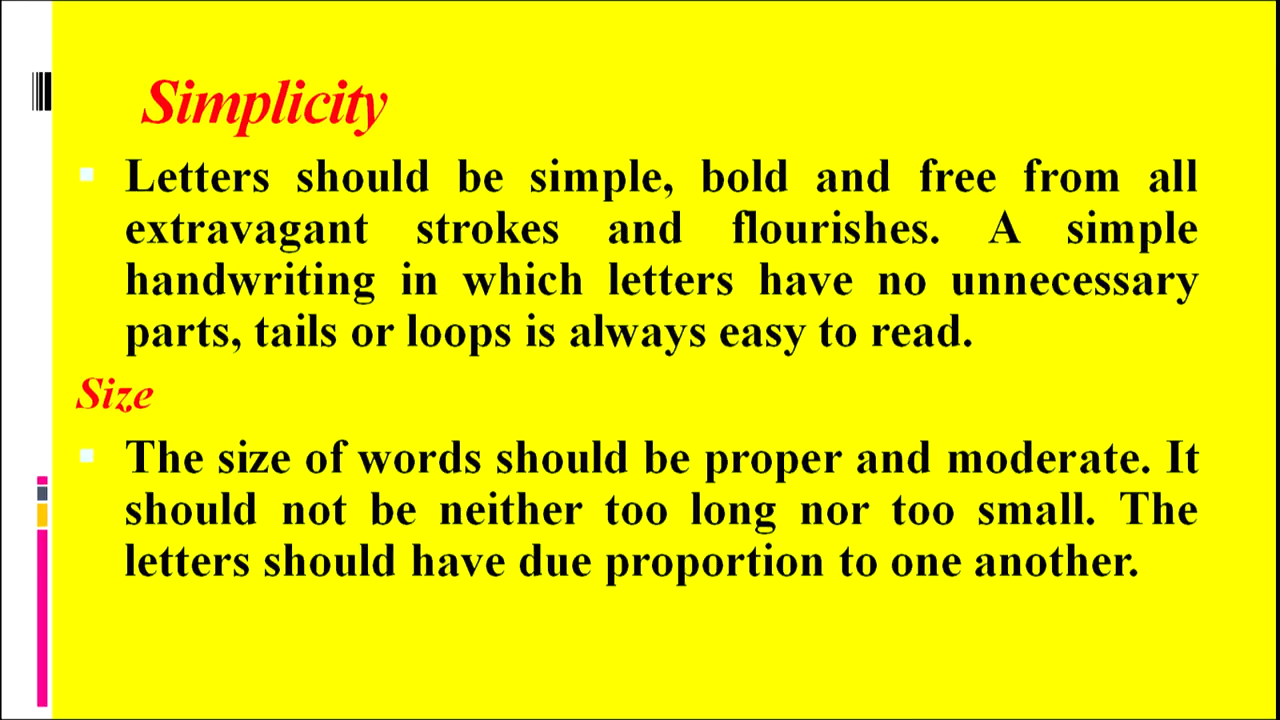 Simplicity
Letters should be simple, bold and free from all
extravagant strokes and flourishes. A simple
handwriting in which letters have no unnecessary
parts, tails or loops is always easy to read.
Size
The size of words should be proper and moderate. It
should not be neither too long nor too small. The
letters should have due proportion to one another.